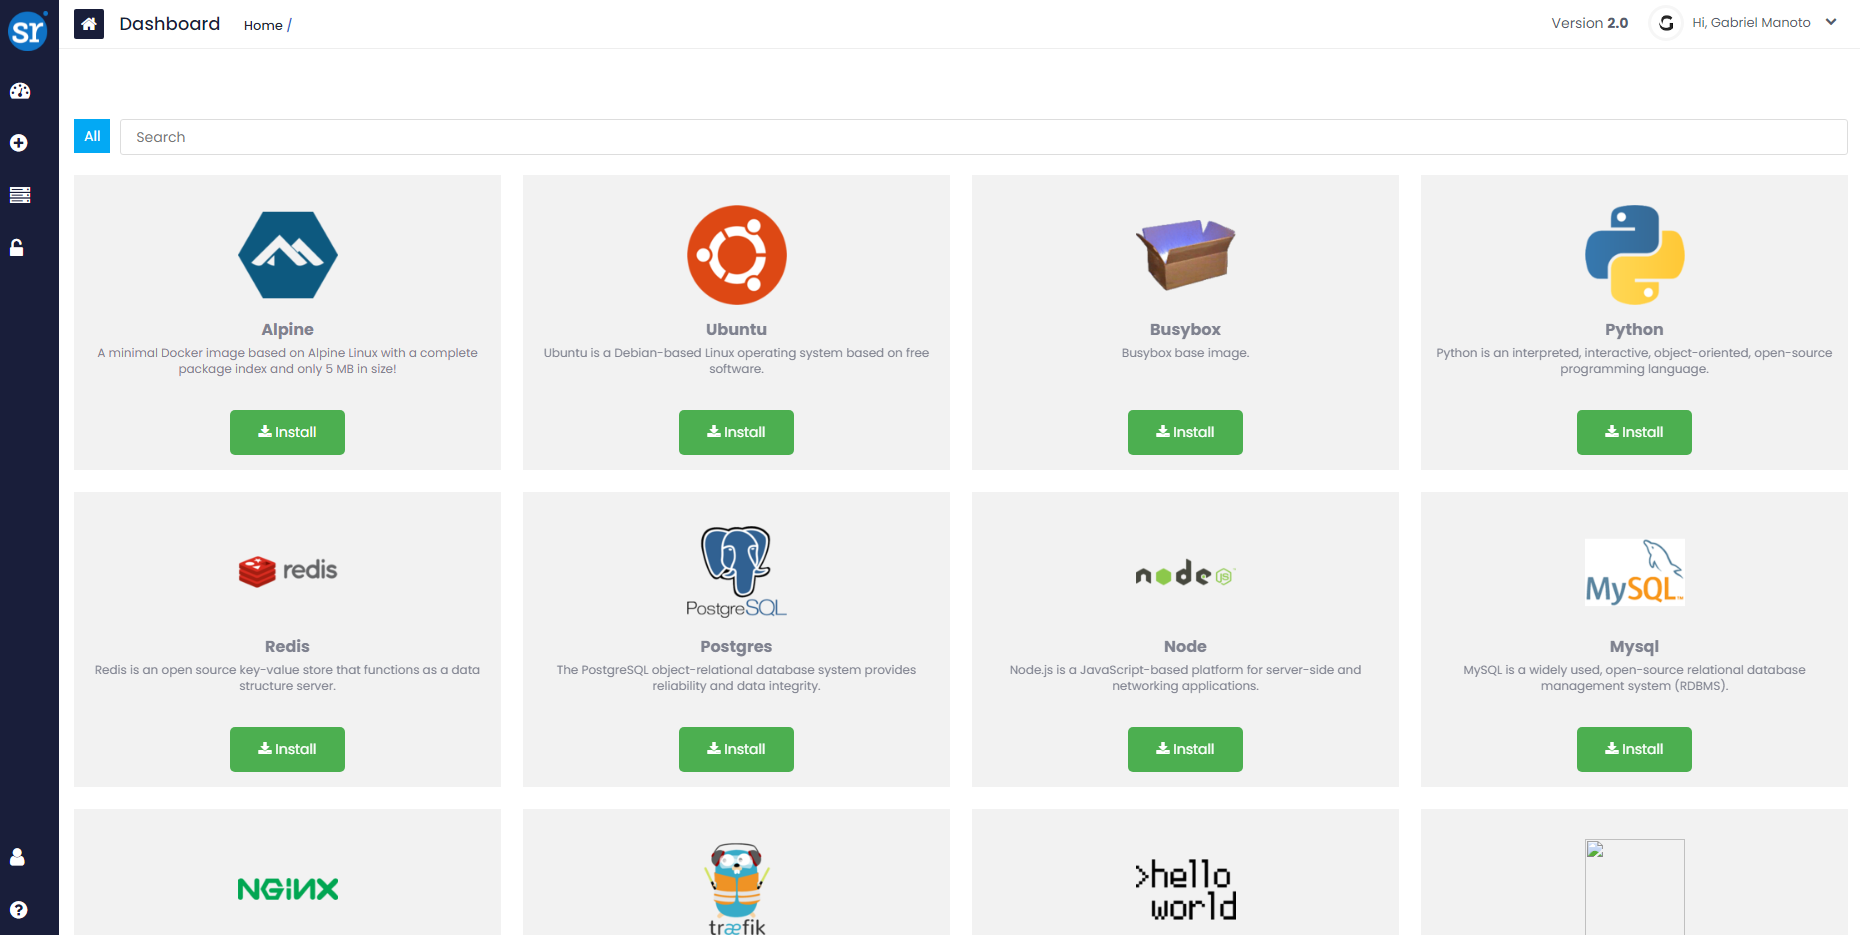 sr
Dashboard
Home /
Version 2.0
Hi, Gabriel Manoto
All
Search
Alpine
A minimal Docker image based on Alpine Linux with a complete
package index and only 5 MB in size!
Install
Ubuntu
Ubuntu is a Debian-based Linux operating system based on free
software.
Install
Busybox
Busybox base image.
Install
Python
Python is an interpreted, interactive, object-oriented, open-source
programming language.
Install
redis
Redis
Redis is an open source key-value store that functions as a data
structure server.
Install
PostgreSQL
Postgres
The PostgreSQL object-relational database system provides
reliability and data integrity.
Install
node
JS
Node
Node.js is a JavaScript-based platform for server-side and
networking applications.
Install
MySQL™
Mysql
MySQL is a widely used, open-source relational database
management system (RDBMS).
Install
NGINX
træfik
>hello
world